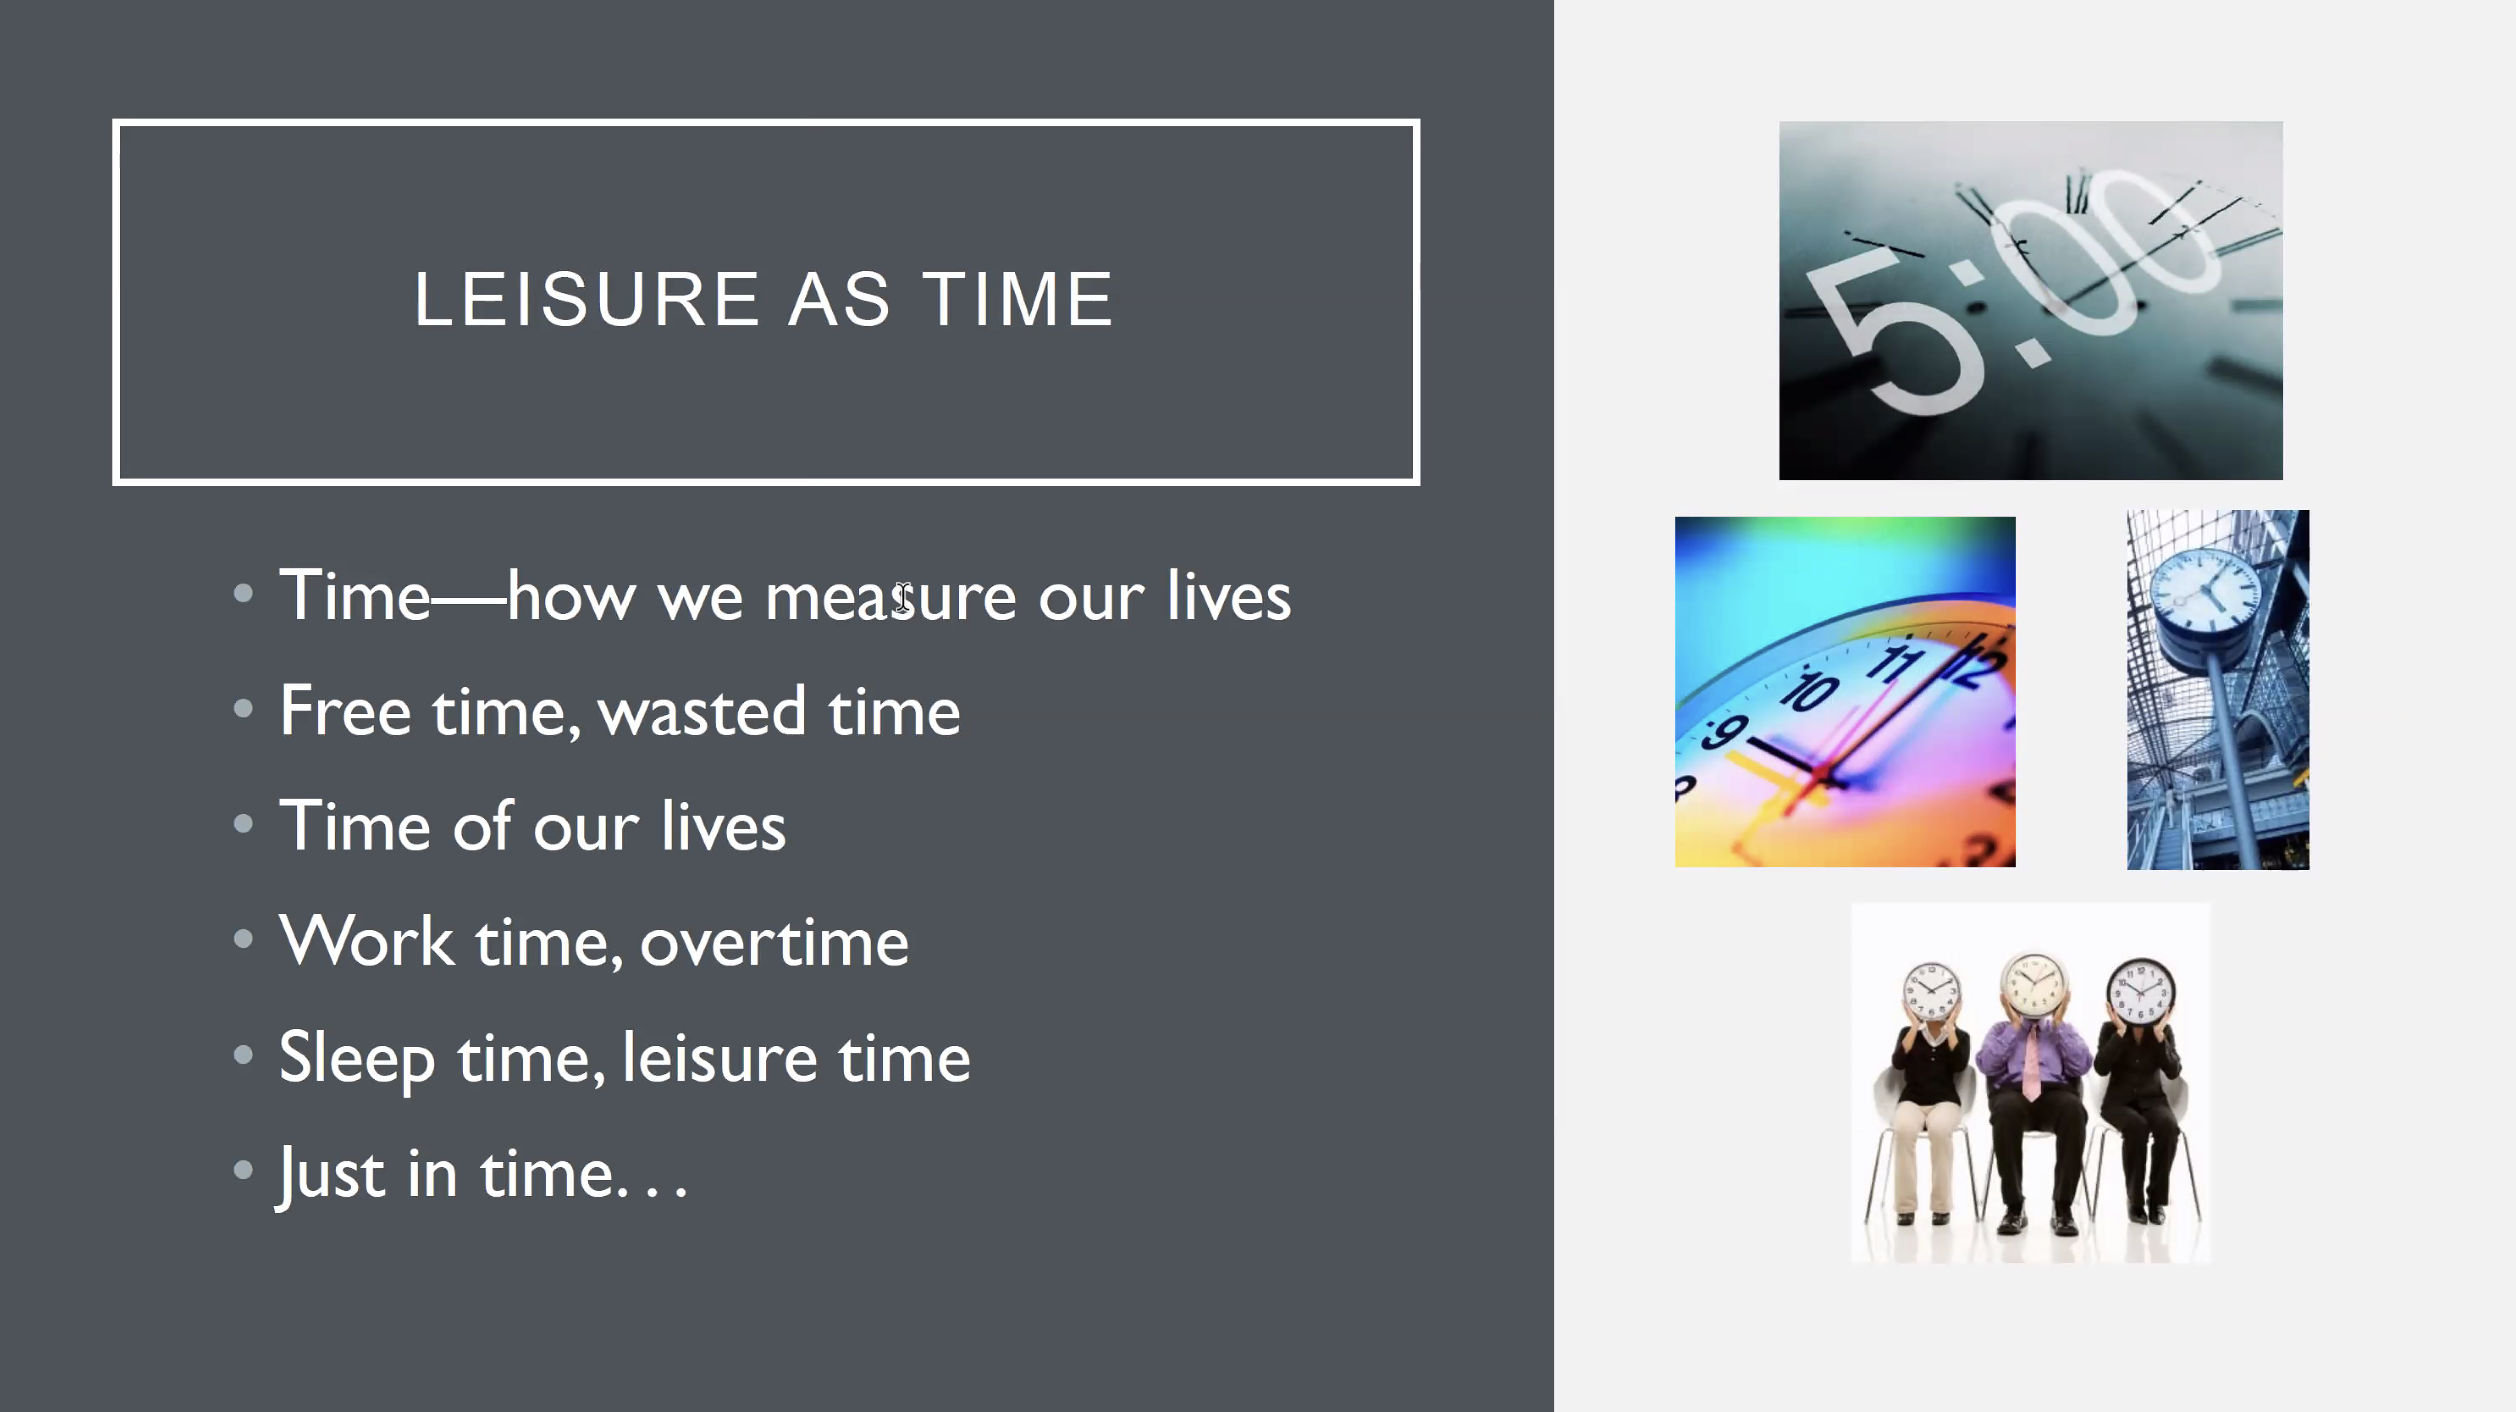 LEISURE AS TIME
• Time—how we measure our lives
• Free time, wasted time
• Time of our lives
• Work time, overtime
• Sleep time, leisure time
• Just in time. . .
5:00
11
12
10
9